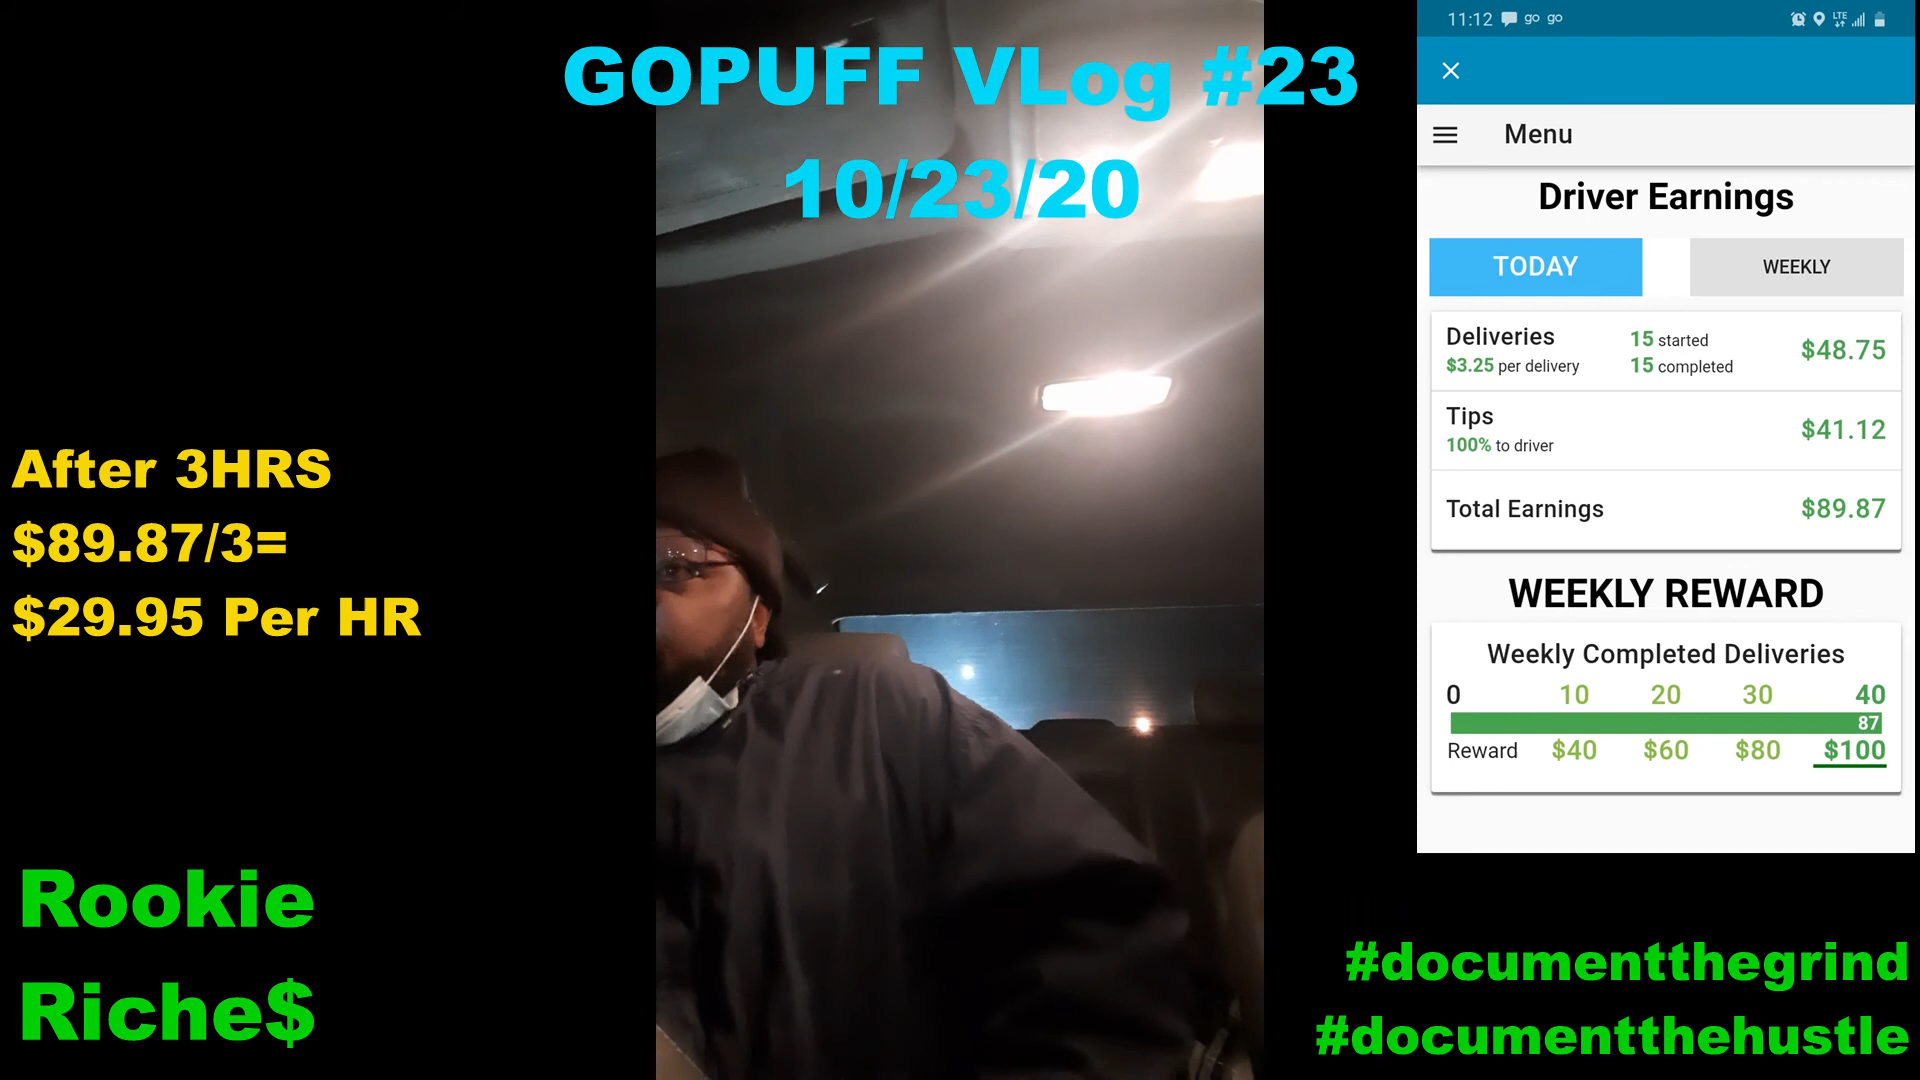 GOPUFF VLog #23
10/23/20
After 3HRS
$89.87/3=
$29.95 Per HR
Rookie
Riche$
11:12 go go LTE
Menu
Driver Earnings
TODAY WEEKLY
Deliveries 15 started $48.75
$3.25 per delivery 15 completed
Tips $41.12
100% to driver
Total Earnings $89.87
WEEKLY REWARD
Weekly Completed Deliveries
0 10 20 30 40
87
Reward $40 $60 $80 $100
#documentthegrind
#documentthehustle